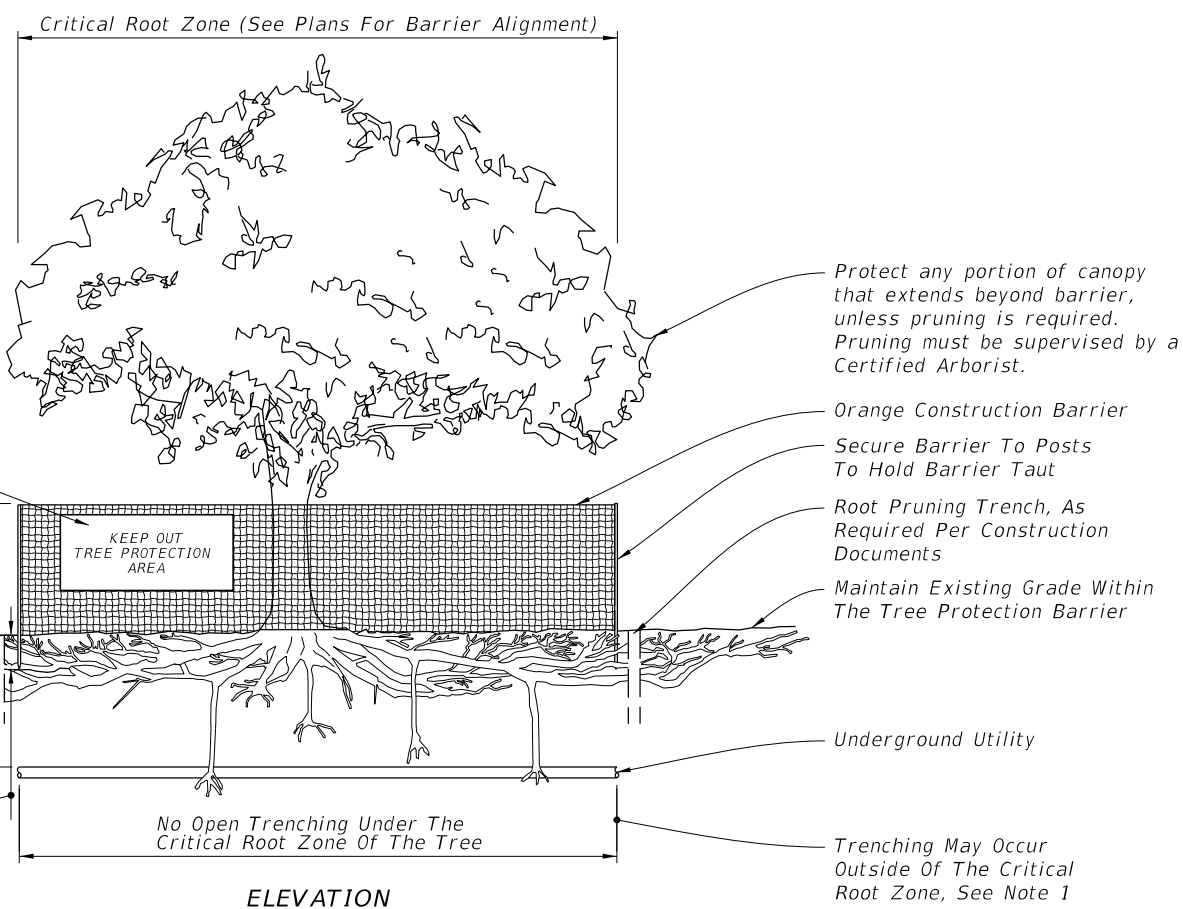 Critical Root Zone (See Plans For Barrier Alignment)
Protect any portion of canopy
that extends beyond barrier,
unless pruning is required.
Pruning must be supervised by a
Certified Arborist.
Orange Construction Barrier
Secure Barrier To Posts
To Hold Barrier Taut
Root Pruning Trench, As
Required Per Construction
Documents
KEEP OUT
TREE PROTECTION
AREA
Maintain Existing Grade Within
The Tree Protection Barrier
Underground Utility
No Open Trenching Under The
Critical Root Zone Of The Tree
Trenching May Occur
Outside Of The Critical
Root Zone, See Note 1
ELEVATION